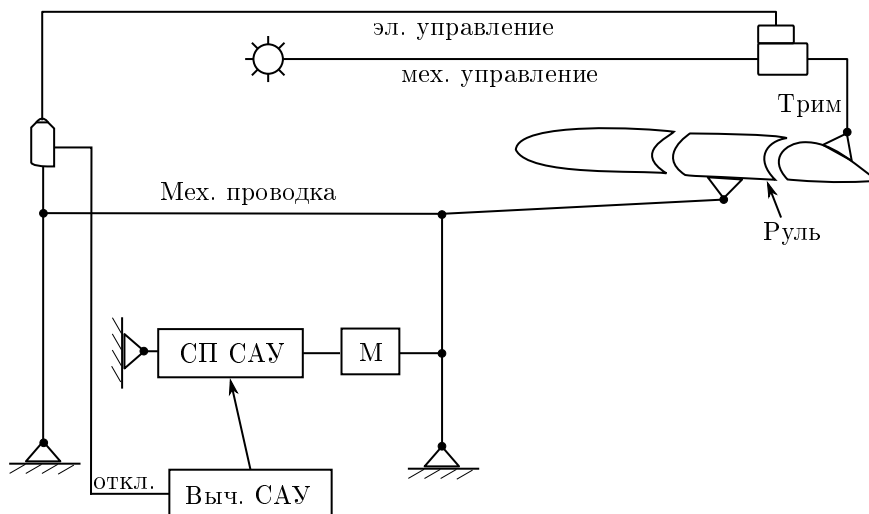 эл. управление
мех. управление
Трим
Мех. проводка
Руль
СП САУ
М
откл.
Выч. САУ